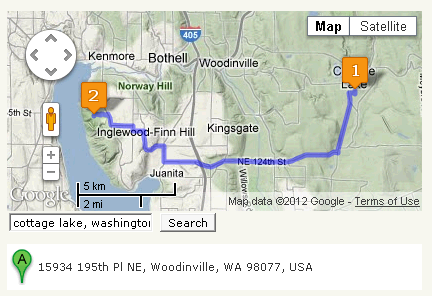 Map
Satellite
405
Kenmore
Bothell
Woodinville
1
Lake
2
Norway Hill
5th St
Inglewood-Finn Hill
Kingsgate
NE 124th St
Juanita
5 km
2 mi
Google
Map data ©2012 Google - Terms of Use
cottage lake, washington
Search
A
15934 195th Pl NE, Woodinville, WA 98077, USA